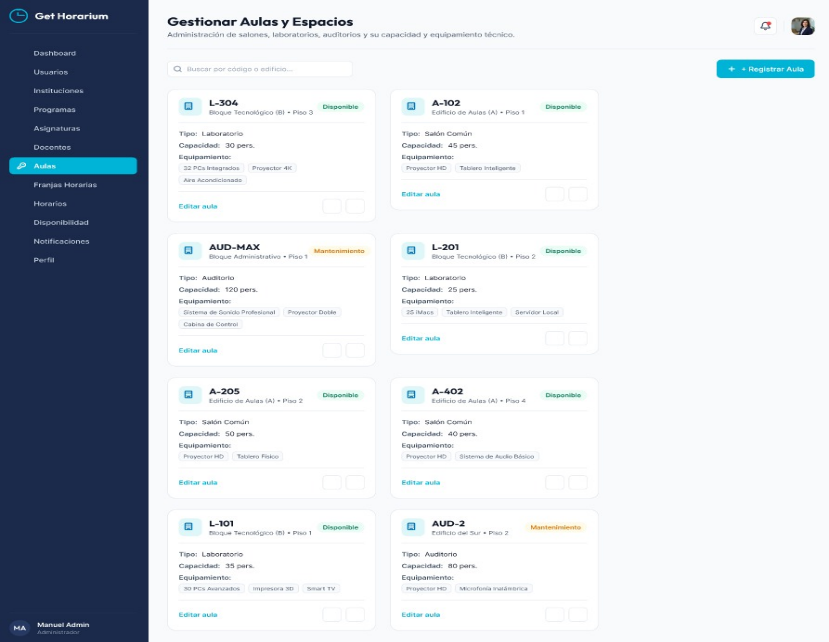 Get Horarium
Dashboard
Usuarios
Instituciones
Programas
Asignaturas
Docentes
Aulas
Franjas Horarias
Horarios
Disponibilidad
Notificaciones
Perfil
MA
Manuel Admin
Administrador
Gestionar Aulas y Espacios
Administración de salones, laboratorios, auditorios y su capacidad y equipamiento técnico.
Buscar por código o edificio...
+ + Registrar Aula
L-304
Bloque Tecnológico (B) • Piso 3
Disponible
Tipo: Laboratorio
Capacidad: 30 pers.
Equipamiento:
32 PCs Integrados Proyector 4K
Aire Acondicionado
Editar aula
A-102
Edificio de Aulas (A) • Piso 1
Disponible
Tipo: Salón Común
Capacidad: 45 pers.
Equipamiento:
Proyector HD Tablero Inteligente
Editar aula
AUD-MAX
Bloque Administrativo • Piso 1
Mantenimiento
Tipo: Auditorio
Capacidad: 120 pers.
Equipamiento:
Sistema de Sonido Profesional Proyector Doble
Cabina de Control
Editar aula
L-201
Bloque Tecnológico (B) • Piso 2
Disponible
Tipo: Laboratorio
Capacidad: 25 pers.
Equipamiento:
25 iMacs Tablero Inteligente Servidor Local
Editar aula
A-205
Edificio de Aulas (A) • Piso 2
Disponible
Tipo: Salón Común
Capacidad: 50 pers.
Equipamiento:
Proyector HD Tablero Físico
Editar aula
A-402
Edificio de Aulas (A) • Piso 4
Disponible
Tipo: Salón Común
Capacidad: 40 pers.
Equipamiento:
Proyector HD Sistema de Audio Básico
Editar aula
L-101
Bloque Tecnológico (B) • Piso 1
Disponible
Tipo: Laboratorio
Capacidad: 35 pers.
Equipamiento:
30 PCs Avanzados Impresora 3D Smart TV
Editar aula
AUD-2
Edificio del Sur • Piso 2
Mantenimiento
Tipo: Auditorio
Capacidad: 80 pers.
Equipamiento:
Proyector HD Microfonía Inalámbrica
Editar aula